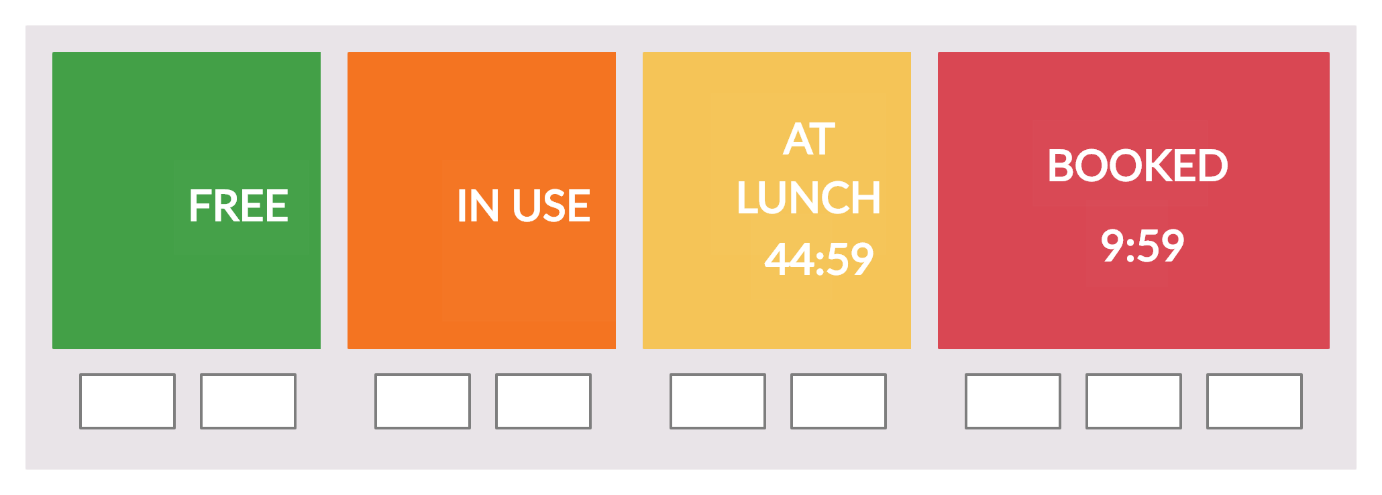 FREE
IN USE
AT
LUNCH
44:59
BOOKED
9:59